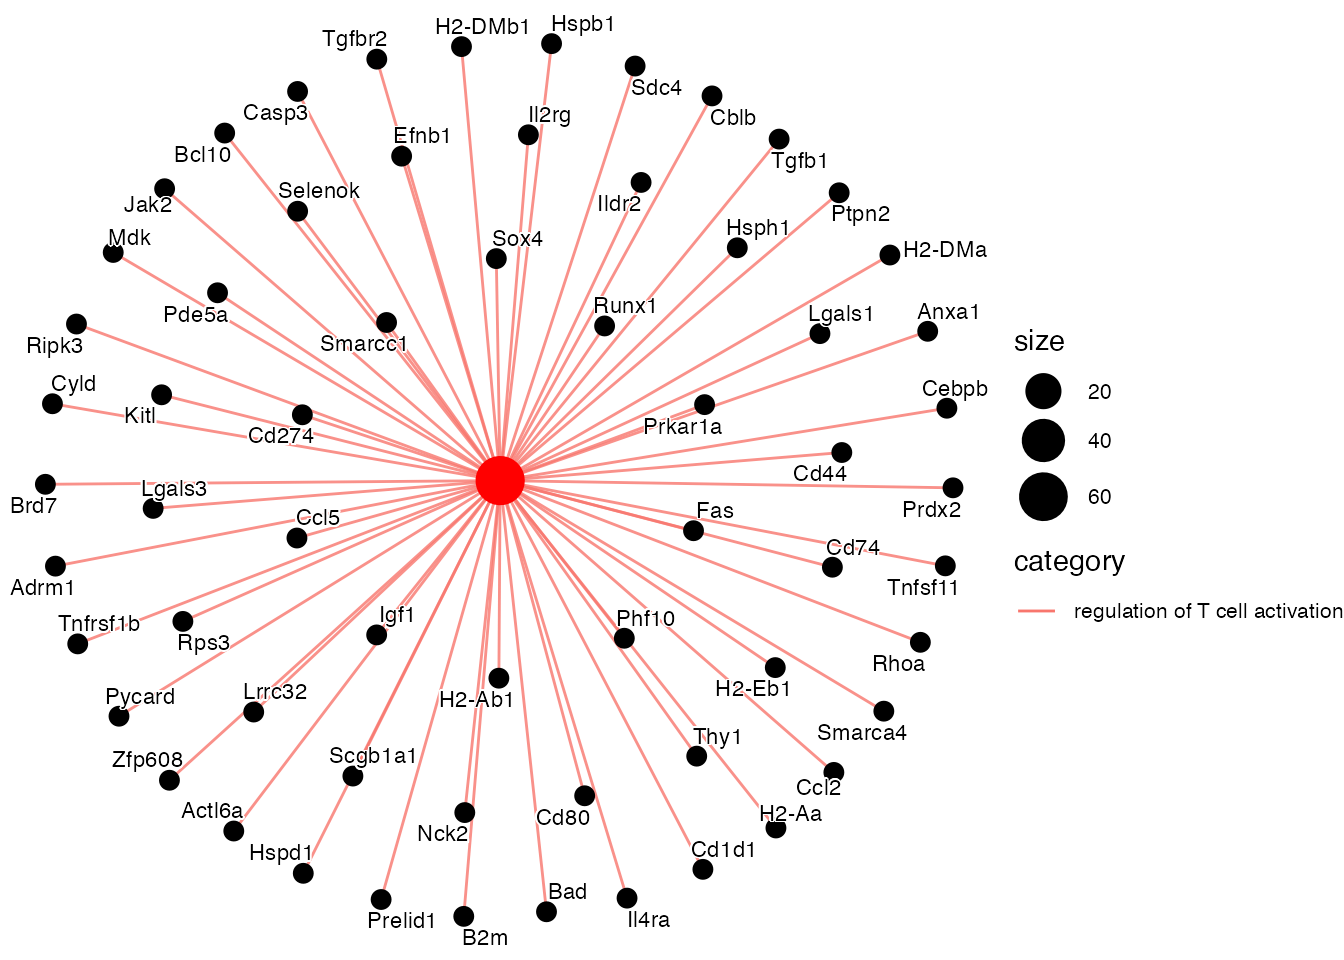 H2-DMb1
Hspb1
Tgfbr2
Sdc4
Casp3
Il2rg
Cblb
Efnb1
Bcl10
Tgfb1
Selenok
Jak2
Ildr2
Ptpn2
Mdk
Sox4
Hsph1
H2-DMa
Pde5a
Runx1
Lgals1
Anxa1
Ripk3
Smarcc1
Cyld
Cebpb
Kitl
Cd274
Prkar1a
Cd44
Brd7
Lgals3
Prdx2
Ccl5
Fas
Cd74
Adrm1
Tnfsf11
Tnfrsf1b
Rps3
Igf1
Phf10
Rhoa
Pycard
Lrrc32
H2-Ab1
H2-Eb1
Smarca4
Zfp608
Scgb1a1
Thy1
Ccl2
Actl6a
Nck2
Cd80
H2-Aa
Hspd1
Cd1d1
Prelid1
B2m
Bad
Il4ra
size
20
40
60
category
regulation of T cell activation